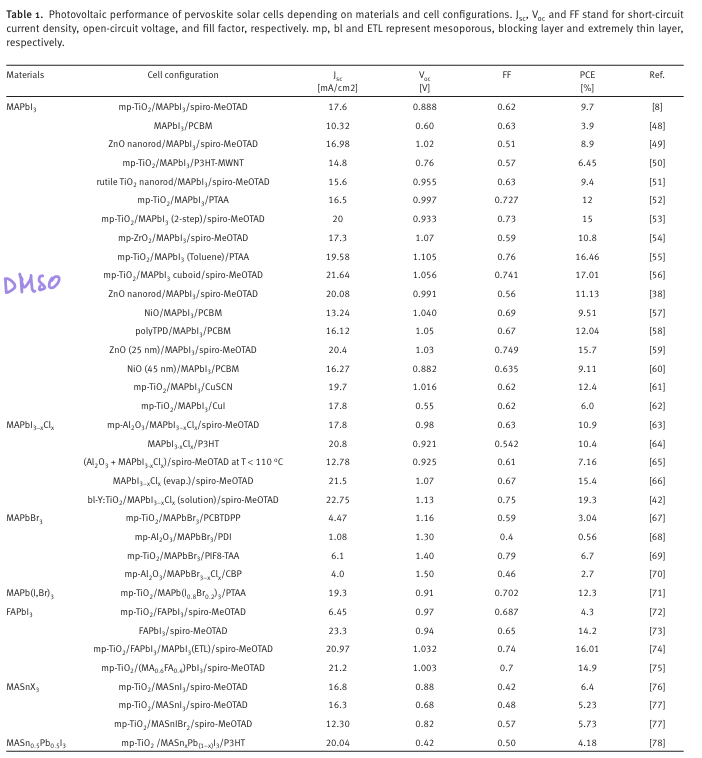 Table 1. Photovoltaic performance of pervoskite solar cells depending on materials and cell configurations. Jsc, Voc and FF stand for short-circuit
current density, open-circuit voltage, and fill factor, respectively. mp, bl and ETL represent mesoporous, blocking layer and extremely thin layer,
respectively.
Materials Cell configuration Jsc [mA/cm2] Voc [V] FF PCE [%] Ref.
MAPbI3 mp-TiO2/MAPbI3/spiro-MeOTAD 17.6 0.888 0.62 9.7 [8]
MAPbI3/PCBM 10.32 0.60 0.63 3.9 [48]
ZnO nanorod/MAPbI3/spiro-MeOTAD 16.98 1.02 0.51 8.9 [49]
mp-TiO2/MAPbI3/P3HT-MWNT 14.8 0.76 0.57 6.45 [50]
rutile TiO2 nanorod/MAPbI3/spiro-MeOTAD 15.6 0.955 0.63 9.4 [51]
mp-TiO2/MAPbI3/PTAA 16.5 0.997 0.727 12 [52]
mp-TiO2/MAPbI3 (2-step)/spiro-MeOTAD 20 0.933 0.73 15 [53]
mp-ZrO2/MAPbI3/spiro-MeOTAD 17.3 1.07 0.59 10.8 [54]
mp-TiO2/MAPbI3 (Toluene)/PTAA 19.58 1.105 0.76 16.46 [55]
DMSO mp-TiO2/MAPbI3 cuboid/spiro-MeOTAD 21.64 1.056 0.741 17.01 [56]
ZnO nanorod/MAPbI3/spiro-MeOTAD 20.08 0.991 0.56 11.13 [38]
NiO/MAPbI3/PCBM 13.24 1.040 0.69 9.51 [57]
polyTPD/MAPbI3/PCBM 16.12 1.05 0.67 12.04 [58]
ZnO (25 nm)/MAPbI3/spiro-MeOTAD 20.4 1.03 0.749 15.7 [59]
NiO (45 nm)/MAPbI3/PCBM 16.27 0.882 0.635 9.11 [60]
mp-TiO2/MAPbI3/CuSCN 19.7 1.016 0.62 12.4 [61]
mp-TiO2/MAPbI3/CuI 17.8 0.55 0.62 6.0 [62]
MAPbI3-xClx mp-Al2O3/MAPbI3-xClx/spiro-MeOTAD 17.8 0.98 0.63 10.9 [63]
MAPbI3-xClx/P3HT 20.8 0.921 0.542 10.4 [64]
(Al2O3 + MAPbI3-xClx)/spiro-MeOTAD at T < 110 °C 12.78 0.925 0.61 7.16 [65]
MAPbI3-xClx (evap.)/spiro-MeOTAD 21.5 1.07 0.67 15.4 [66]
bl-Y:TiO2/MAPbI3-xClx (solution)/spiro-MeOTAD 22.75 1.13 0.75 19.3 [42]
MAPbBr3 mp-TiO2/MAPbBr3/PCBTDPP 4.47 1.16 0.59 3.04 [67]
mp-Al2O3/MAPbBr3/PDI 1.08 1.30 0.4 0.56 [68]
mp-TiO2/MAPbBr3/PIF8-TAA 6.1 1.40 0.79 6.7 [69]
mp-Al2O3/MAPbBr3-xClx/CBP 4.0 1.50 0.46 2.7 [70]
MAPb(I,Br)3 mp-TiO2/MAPb(I0.8Br0.2)3/PTAA 19.3 0.91 0.702 12.3 [71]
FAPbI3 mp-TiO2/FAPbI3/spiro-MeOTAD 6.45 0.97 0.687 4.3 [72]
FAPbI3/spiro-MeOTAD 23.3 0.94 0.65 14.2 [73]
mp-TiO2/FAPbI3/MAPbI3(ETL)/spiro-MeOTAD 20.97 1.032 0.74 16.01 [74]
mp-TiO2/(MA0.6FA0.4)PbI3/spiro-MeOTAD 21.2 1.003 0.7 14.9 [75]
MASnX3 mp-TiO2/MASnI3/spiro-MeOTAD 16.8 0.88 0.42 6.4 [76]
mp-TiO2/MASnI3/spiro-MeOTAD 16.3 0.68 0.48 5.23 [77]
mp-TiO2/MASnIBr2/spiro-MeOTAD 12.30 0.82 0.57 5.73 [77]
MASn0.5Pb0.5I3 mp-TiO2 /MASnxPb(1-x)I3/P3HT 20.04 0.42 0.50 4.18 [78]